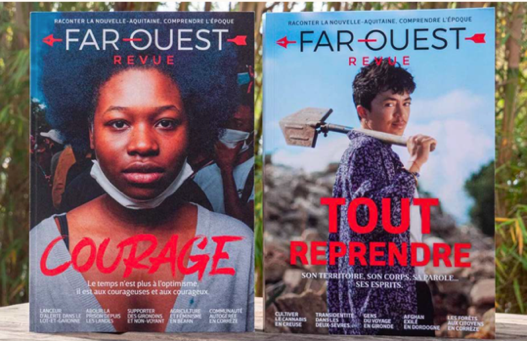 RACONTER LA NOUVELLE-AQUITAINE, COMPRENDRE L'ÉPOQUE
FAR OUEST
REVUE
COURAGE
Le temps n'est plus à l'optimisme,
il est aux courageuses et aux courageux.
LANCEUR
D'ALERTE DANS LE
LOT-ET-GARONNE
ABOLIR LA
PRISON DEPUIS
LES LANDES
SUPPORTER
DES GIRONDINS
ET NON-VOYANT
AGRICULTURE
ET FÉMINISME
EN BÉARN
COMMUNAUTÉ
AUTOGÉRÉE
EN CORRÈZE
RACONTER LA NOUVELLE-AQUITAINE, COMPRENDRE L'ÉPOQUE
FAR OUEST
REVUE
TOUT
REPRENDRE
SON TERRITOIRE, SON CORPS, SA PAROLE...
SES ESPRITS.
CULTIVER
LE CANNABIS
EN CREUSE
TRANSIDENTITÉ
DANS LES
DEUX-SÈVRES
GENS
DU VOYAGE
EN GIRONDE
AFGHAN
EXILÉ
EN DORDOGNE
LES FORÊTS
AUX CITOYENS
EN CORRÈZE